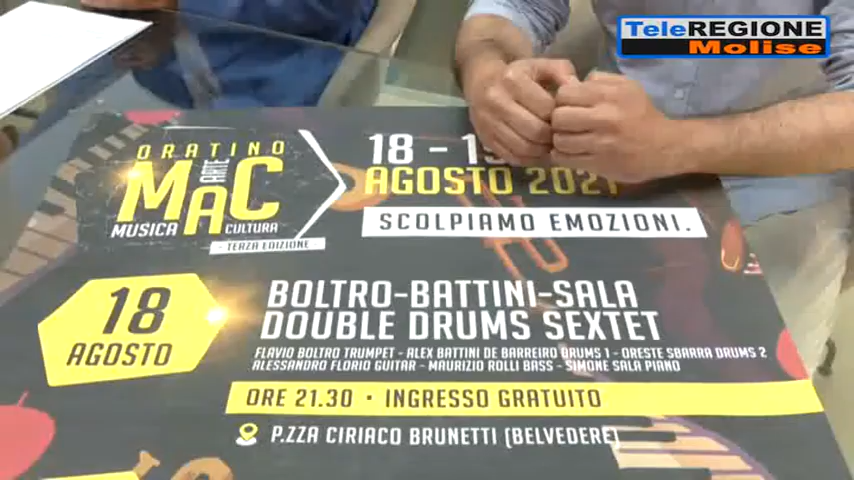 TeleREGIONE
Molise
ORATINO
MAC
ARTE
MUSICA CULTURA
- TERZA EDIZIONE -
18 - 19
AGOSTO 2021
SCOLPIAMO EMOZIONI.
18
AGOSTO
BOLTRO-BATTINI-SALA
DOUBLE DRUMS SEXTET
FLAVIO BOLTRO TRUMPET - ALEX BATTINI DE BARREIRO DRUMS 1 - ORESTE SBARRA DRUMS 2
ALESSANDRO FLORIO GUITAR - MAURIZIO ROLLI BASS - SIMONE SALA PIANO
ORE 21.30 · INGRESSO GRATUITO
P.ZZA CIRIACO BRUNETTI (BELVEDERE)